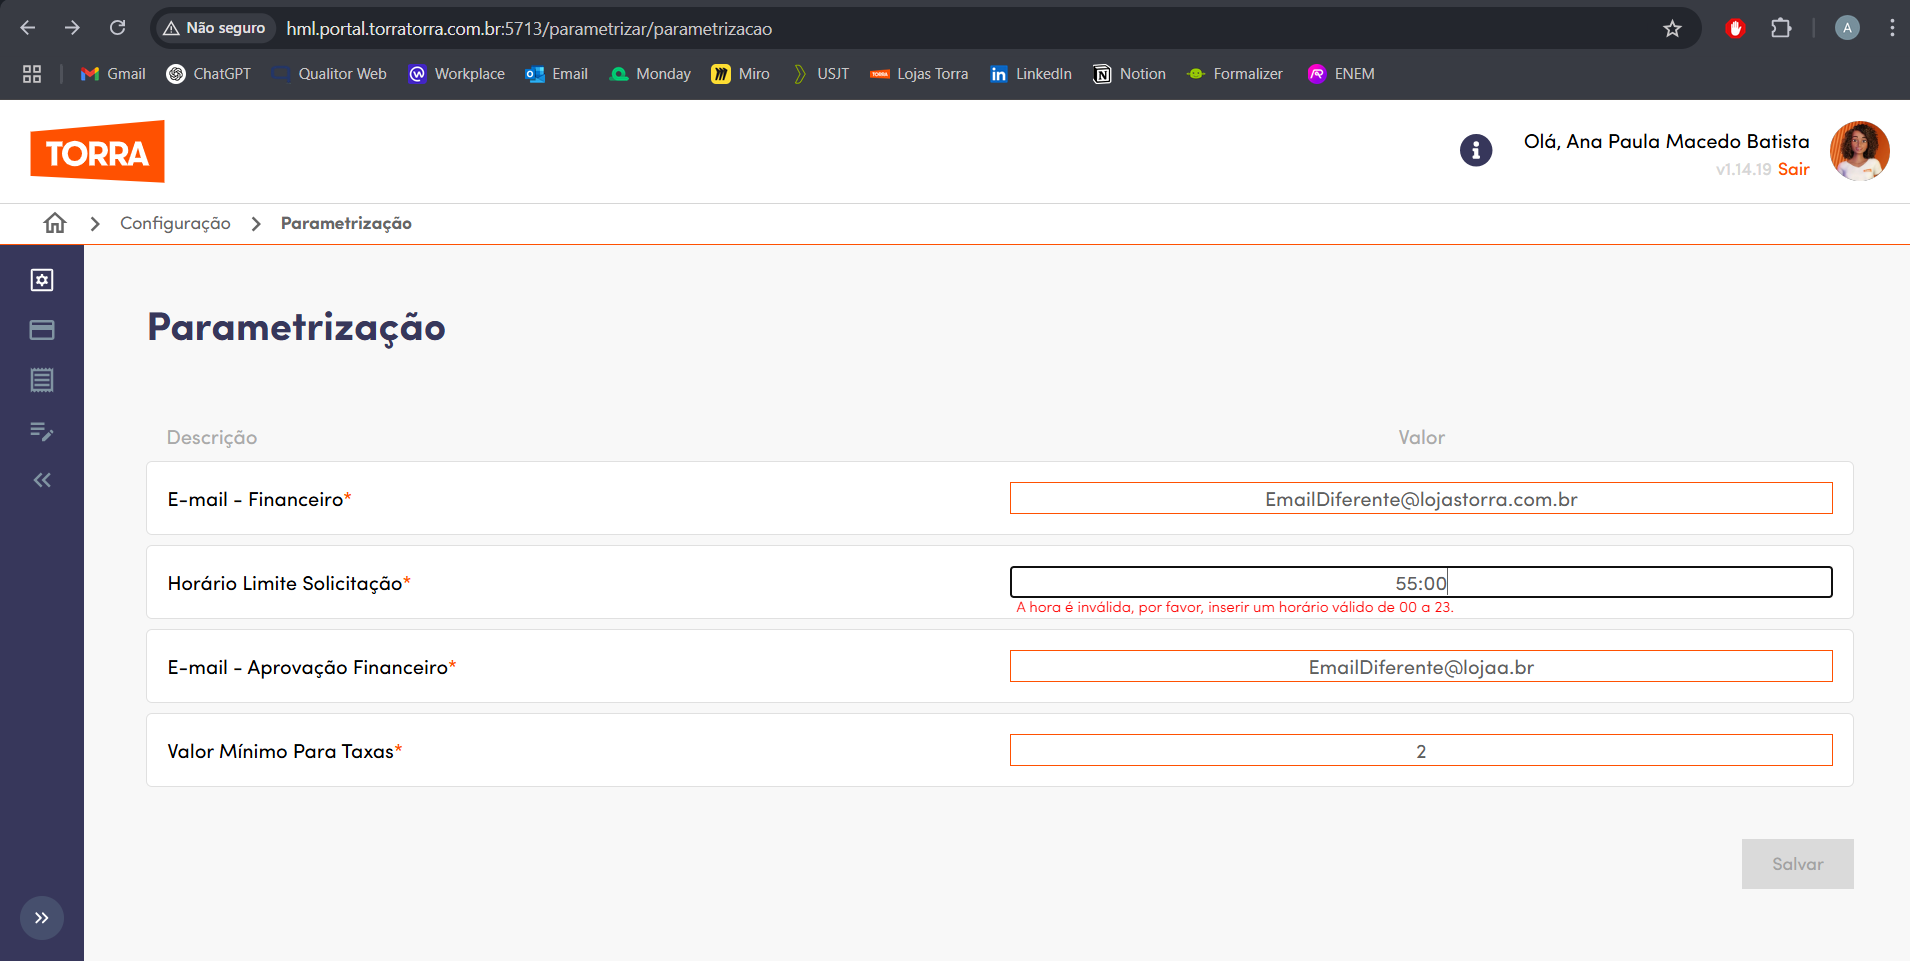 Não seguro hml.portal.torratorra.com.br:5713/parametrizar/parametrizacao A
Gmail ChatGPT Qualitor Web Workplace Email Monday Miro USJT Lojas Torra LinkedIn Notion Formalizer ENEM
TORRA
Olá, Ana Paula Macedo Batista
v1.14.19 Sair
Configuração Parametrização
Parametrização
Descrição Valor
E-mail - Financeiro* EmailDiferente@lojastorra.com.br
Horário Limite Solicitação* 55:00
A hora é inválida, por favor, inserir um horário válido de 00 a 23.
E-mail - Aprovação Financeiro* EmailDiferente@lojaa.br
Valor Mínimo Para Taxas* 2
Salvar